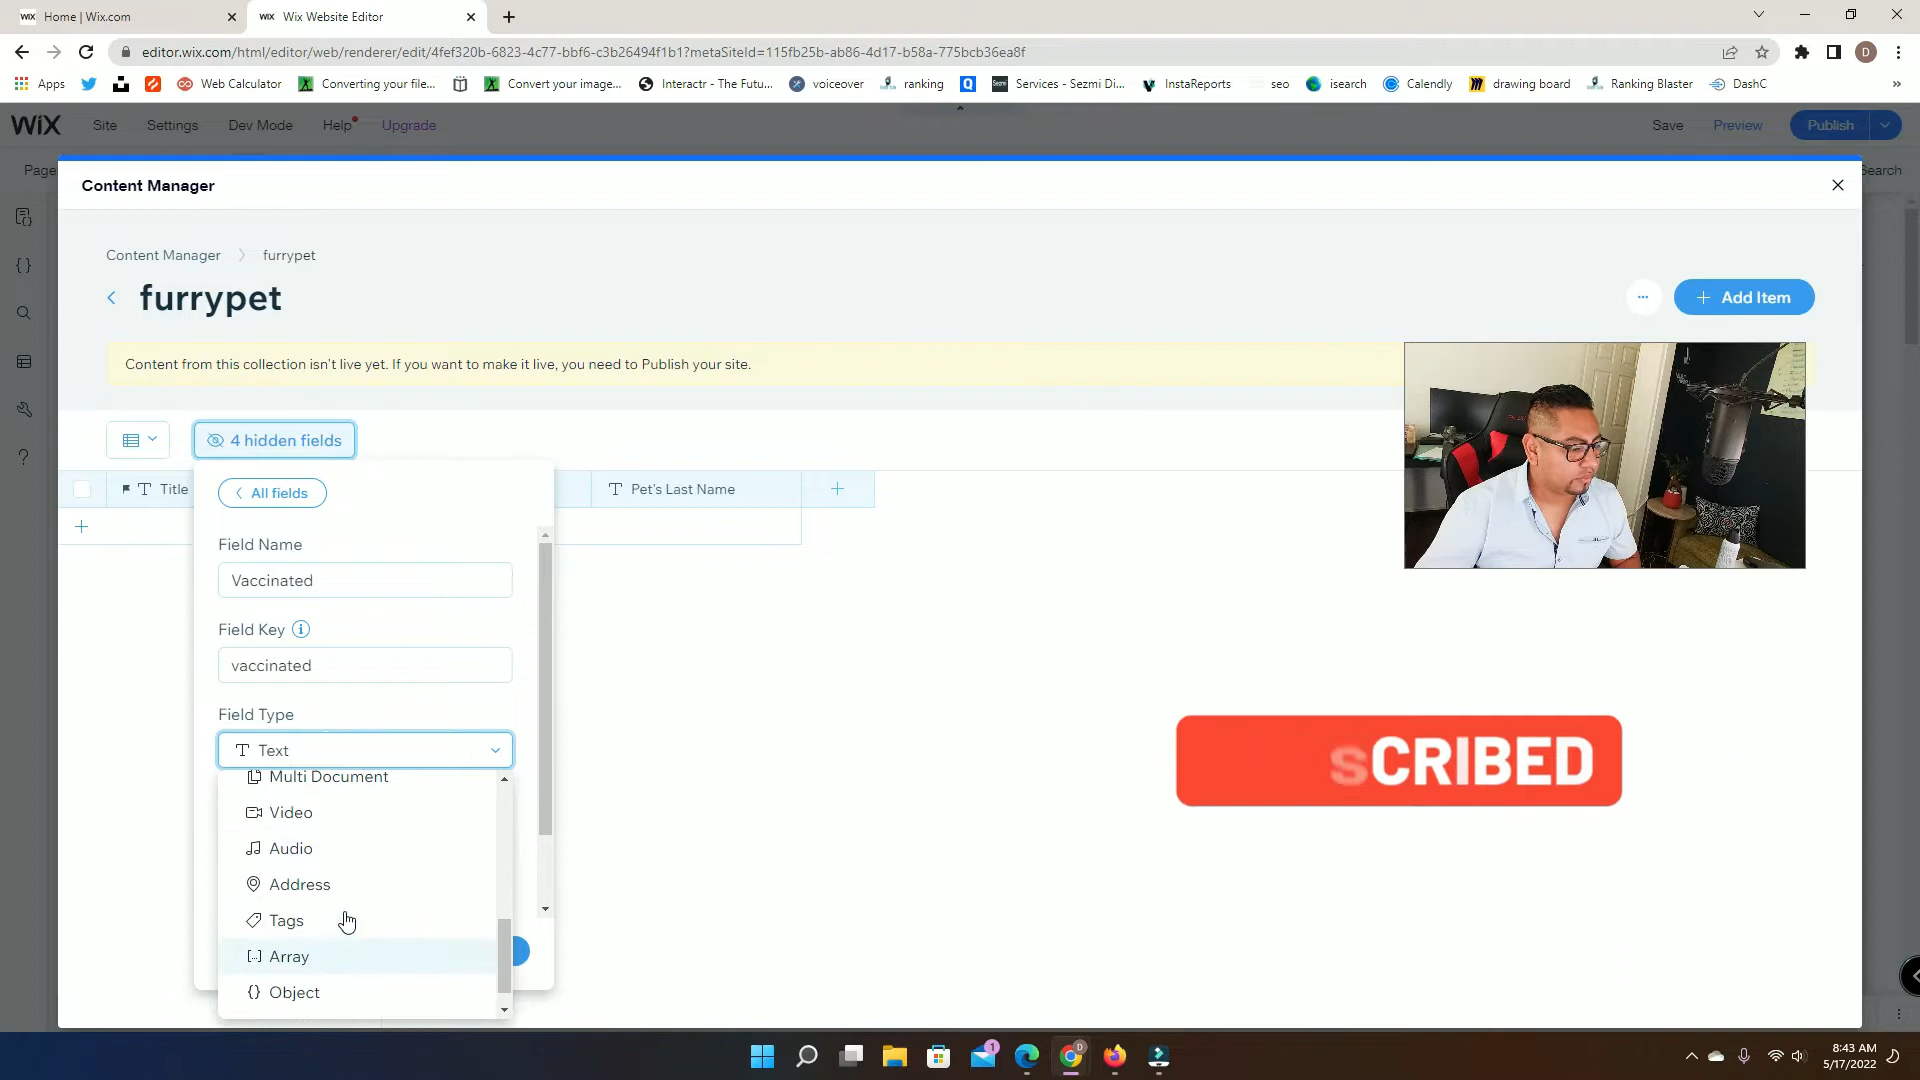 WIX Home | Wix.com
WIX Wix Website Editor
editor.wix.com/html/editor/web/renderer/edit/4fef320b-6823-4c77-bbf6-c3b26494f1b1?metaSiteId=115fb25b-ab86-4d17-b58a-775bcb36ea8f
D
Apps Web Calculator Converting your file... Convert your image... Interactr - The Futu... voiceover ranking Q Services - Sezmi Di... InstaReports seo isearch Calendly drawing board Ranking Blaster DashC »
WIX Site Settings Dev Mode Help Upgrade Save Preview Publish
Page
Search
Content Manager
Content Manager > furrypet
furrypet
+ Add Item
Content from this collection isn't live yet. If you want to make it live, you need to Publish your site.
4 hidden fields
T Title
T Pet's Last Name
All fields
Field Name
Vaccinated
Field Key
vaccinated
Field Type
T Text
Multi Document
Video
Audio
Address
Tags
Array
{} Object
sCRIBED
1
D
8:43 AM
5/17/2022